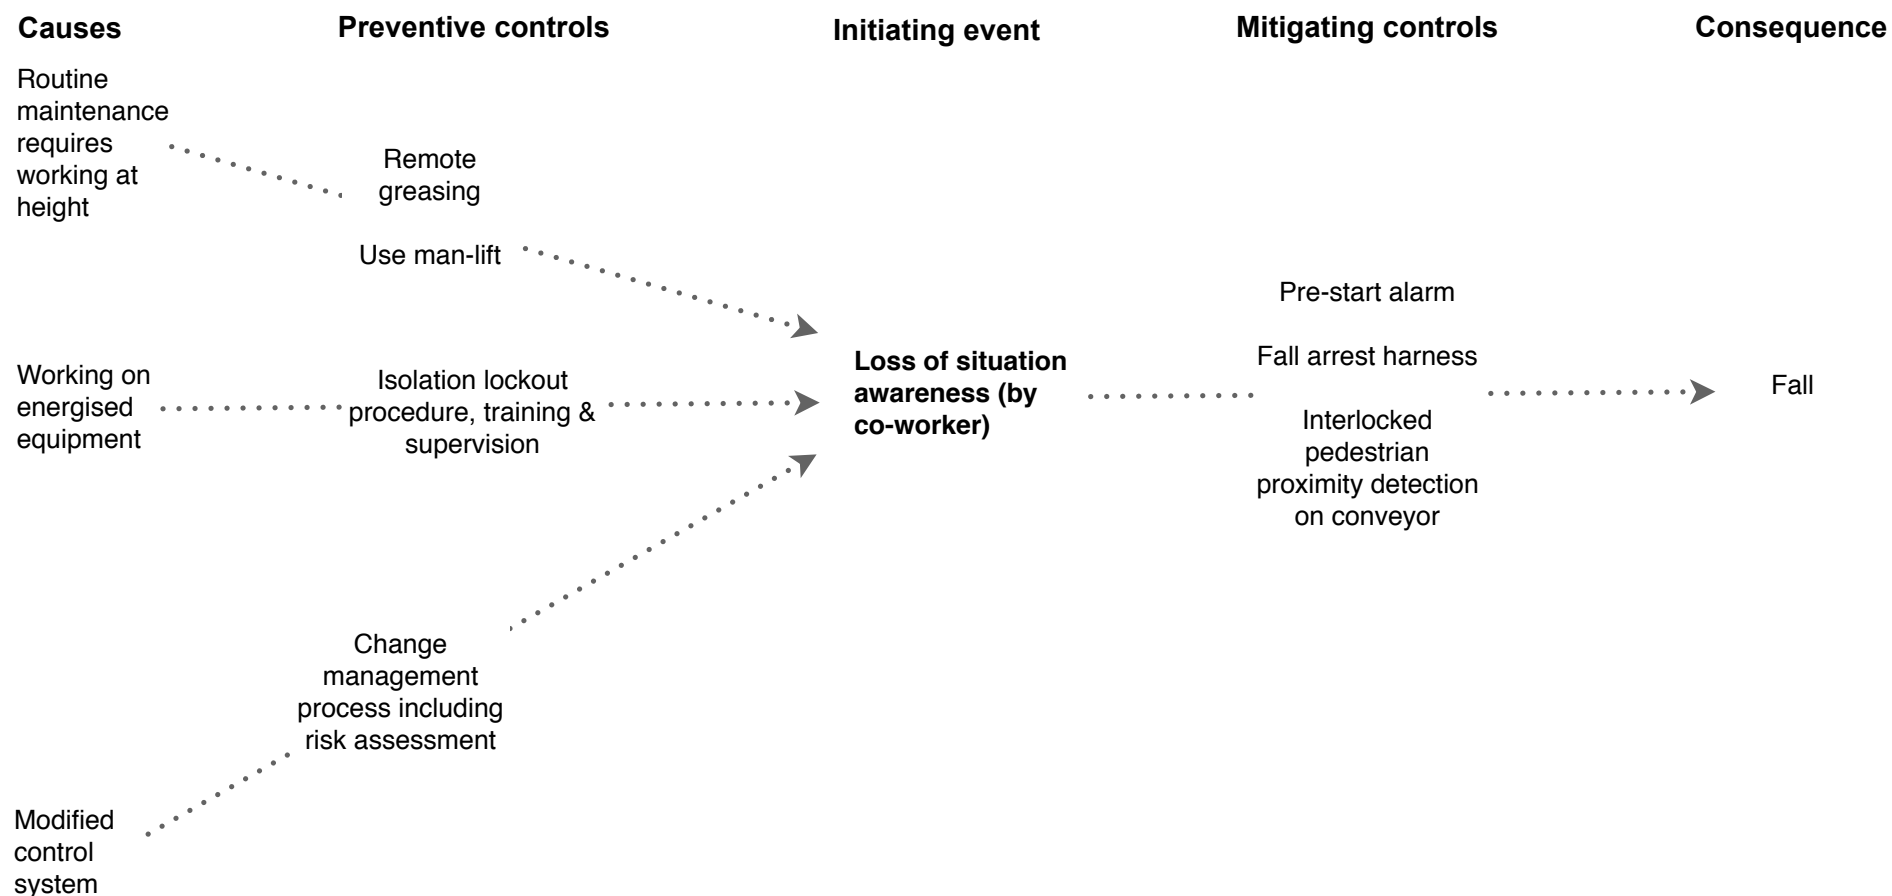 Causes
Preventive controls
Initiating event
Mitigating controls
Consequence
Routine
maintenance
requires
working at
height
Remote
greasing
Use man-lift
Working on
energised
equipment
Isolation lockout
procedure, training &
supervision
Change
management
process including
risk assessment
Modified
control
system
Loss of situation
awareness (by
co-worker)
Pre-start alarm
Fall arrest harness
Interlocked
pedestrian
proximity detection
on conveyor
Fall